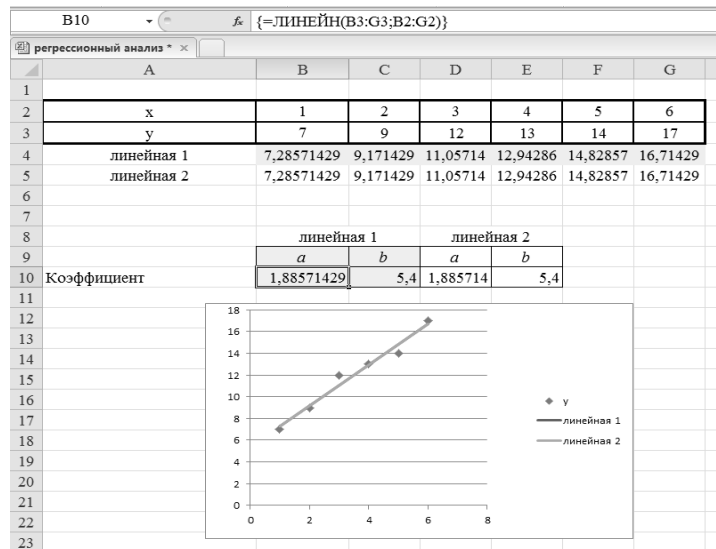 B10 fx {=ЛИНЕЙН(B3:G3;B2:G2)}
регрессионный анализ *
A B C D E F G
1
2 x 1 2 3 4 5 6
3 y 7 9 12 13 14 17
4 линейная 1 7,28571429 9,171429 11,05714 12,94286 14,82857 16,71429
5 линейная 2 7,28571429 9,171429 11,05714 12,94286 14,82857 16,71429
6
7
8 линейная 1 линейная 2
9 a b a b
10 Коэффициент 1,88571429 5,4 1,885714 5,4
11
12
13
14
15
16
17
18
19
20
21
22
23
18
16
14
12
10
8
6
4
2
0
0 2 4 6 8
y
линейная 1
линейная 2